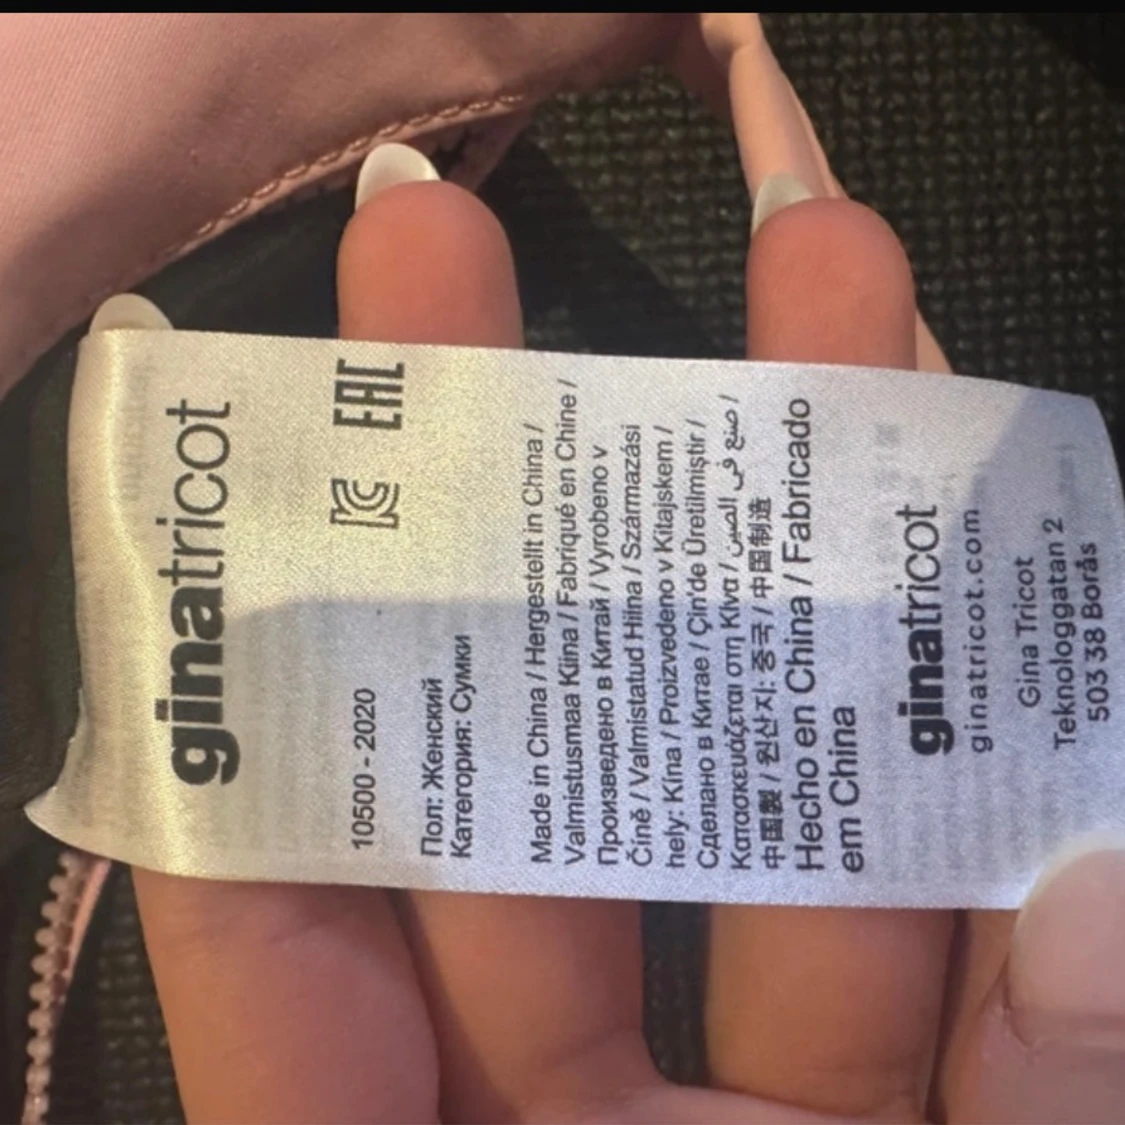 ginatricot
EAC
10500 - 2020
Пол: Женский
Категория: Сумки
Made in China / Hergestellt in China /
Valmistusmaa Kiina / Fabriqué en Chine /
Произведено в Китай / Vyrobeno v
Číně / Valmistatud Hiina / Származási
hely: Kína / Proizvedeno v Kitajskem /
Сделано в Китае / Çin'de Üretilmiştir /
Κατασκευάζεται στη Κίνα / صنع في الصين /
中国製 / 원산지: 중국 / 中国制造
Hecho en China / Fabricado
em China
ginatricot
ginatricot.com
Gina Tricot
Teknologgatan 2
503 38 Borås